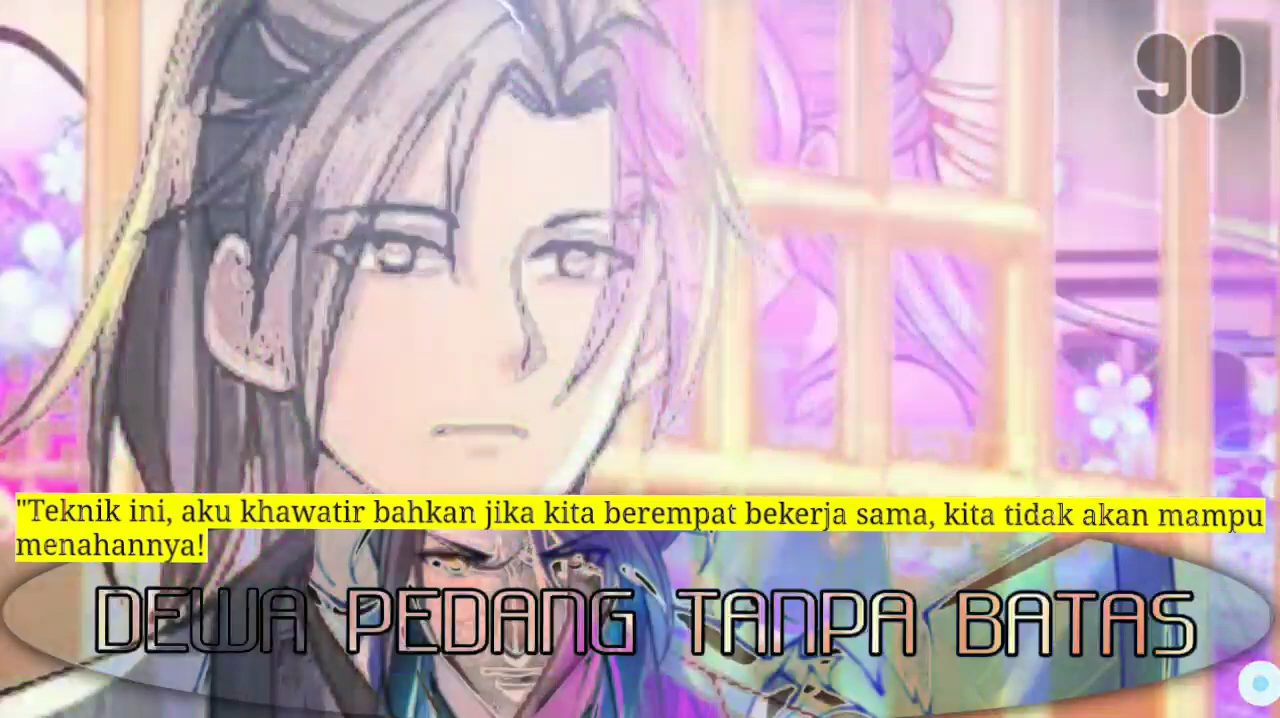 90
"Teknik ini, aku khawatir bahkan jika kita berempat bekerja sama, kita tidak akan mampu
menahannya!
DEWA PEDANG TANPA BATAS